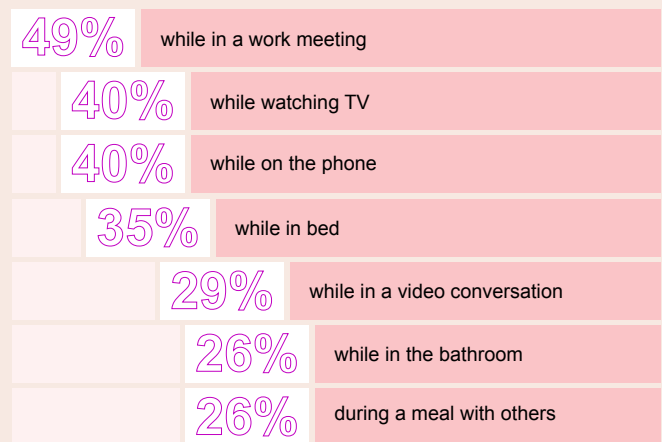 49% while in a work meeting
40% while watching TV
40% while on the phone
35% while in bed
29% while in a video conversation
26% while in the bathroom
26% during a meal with others